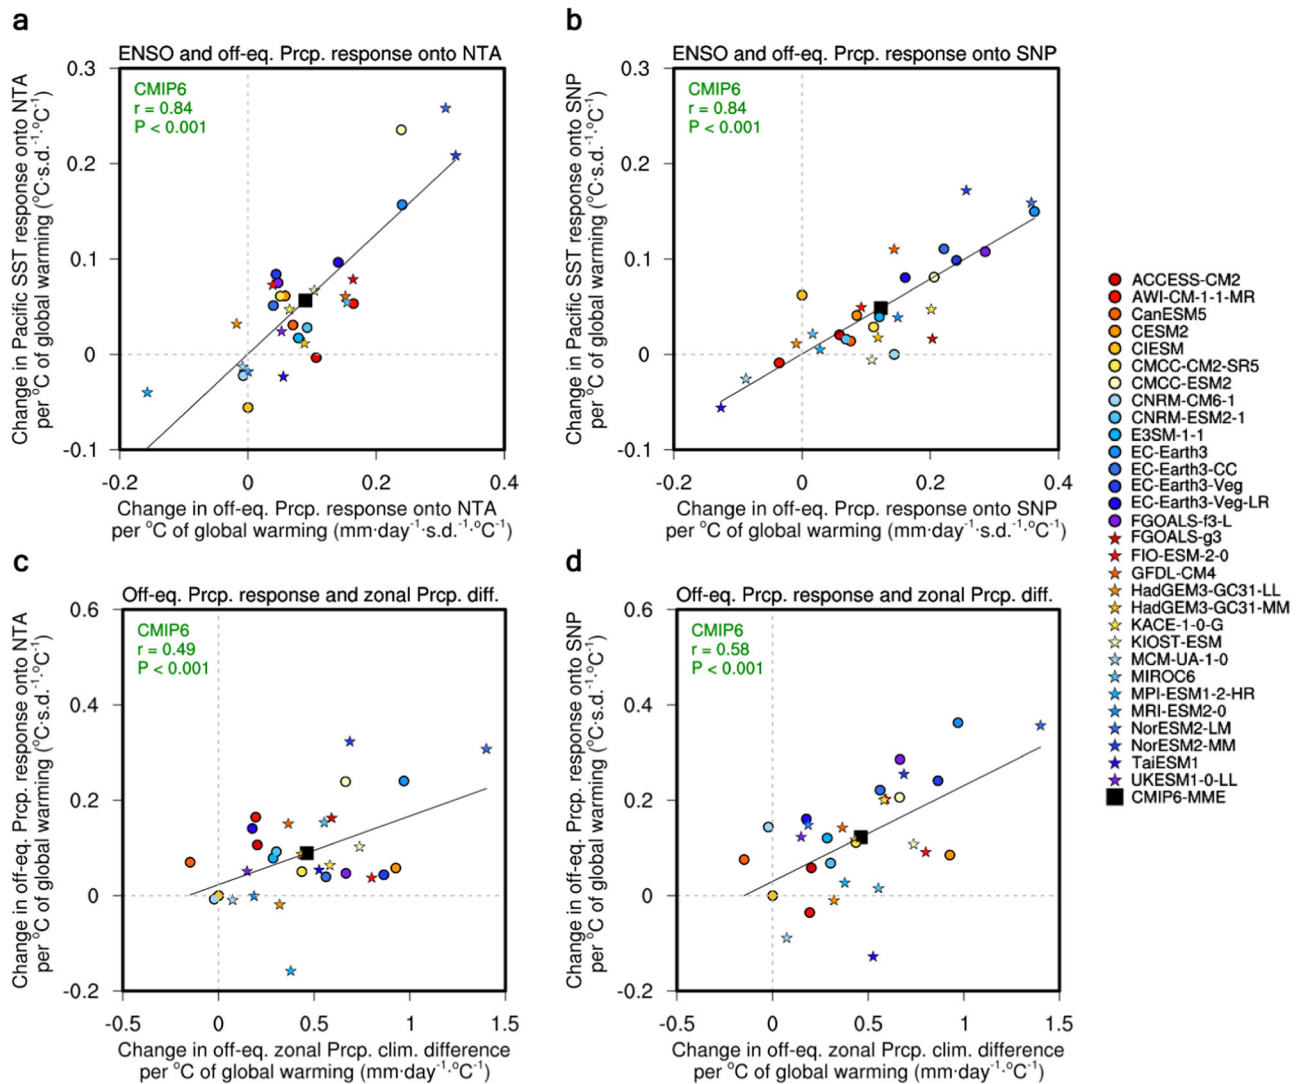 a
ENSO and off-eq. Prcp. response onto NTA
CMIP6
r = 0.84
P < 0.001
0.3
0.2
0.1
0
-0.1
-0.2
0
0.2
0.4
Change in Pacific SST response onto NTA
per °C of global warming (°C·s.d.⁻¹·°C⁻¹)
Change in off-eq. Prcp. response onto NTA
per °C of global warming (mm·day⁻¹·s.d.⁻¹·°C⁻¹)
b
ENSO and off-eq. Prcp. response onto SNP
CMIP6
r = 0.84
P < 0.001
0.3
0.2
0.1
0
-0.1
-0.2
0
0.2
0.4
Change in Pacific SST response onto SNP
per °C of global warming (°C·s.d.⁻¹·°C⁻¹)
Change in off-eq. Prcp. response onto SNP
per °C of global warming (mm·day⁻¹·s.d.⁻¹·°C⁻¹)
c
Off-eq. Prcp. response and zonal Prcp. diff.
CMIP6
r = 0.49
P < 0.001
0.6
0.4
0.2
0
-0.2
-0.5
0
0.5
1
1.5
Change in off-eq. Prcp. response onto NTA
per °C of global warming (°C·s.d.⁻¹·°C⁻¹)
Change in off-eq. zonal Prcp. clim. difference
per °C of global warming (mm·day⁻¹·°C⁻¹)
d
Off-eq. Prcp. response and zonal Prcp. diff.
CMIP6
r = 0.58
P < 0.001
0.6
0.4
0.2
0
-0.2
-0.5
0
0.5
1
1.5
Change in off-eq. Prcp. response onto SNP
per °C of global warming (°C·s.d.⁻¹·°C⁻¹)
Change in off-eq. zonal Prcp. clim. difference
per °C of global warming (mm·day⁻¹·°C⁻¹)
ACCESS-CM2
AWI-CM-1-1-MR
CanESM5
CESM2
CIESM
CMCC-CM2-SR5
CMCC-ESM2
CNRM-CM6-1
CNRM-ESM2-1
E3SM-1-1
EC-Earth3
EC-Earth3-CC
EC-Earth3-Veg
EC-Earth3-Veg-LR
FGOALS-f3-L
FGOALS-g3
FIO-ESM-2-0
GFDL-CM4
HadGEM3-GC31-LL
HadGEM3-GC31-MM
KACE-1-0-G
KIOST-ESM
MCM-UA-1-0
MIROC6
MPI-ESM1-2-HR
MRI-ESM2-0
NorESM2-LM
NorESM2-MM
TaiESM1
UKESM1-0-LL
CMIP6-MME